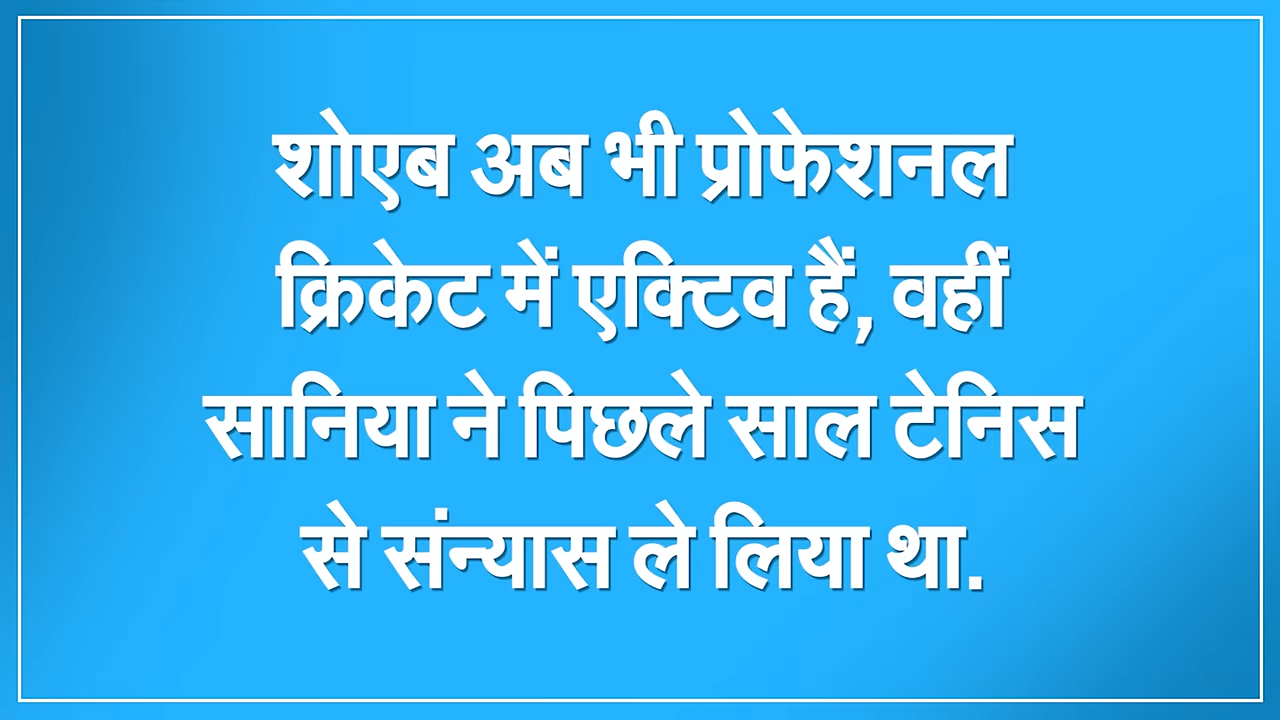 शोएब अब भी प्रोफेशनल
क्रिकेट में एक्टिव हैं, वहीं
सानिया ने पिछले साल टेनिस
से संन्यास ले लिया था.